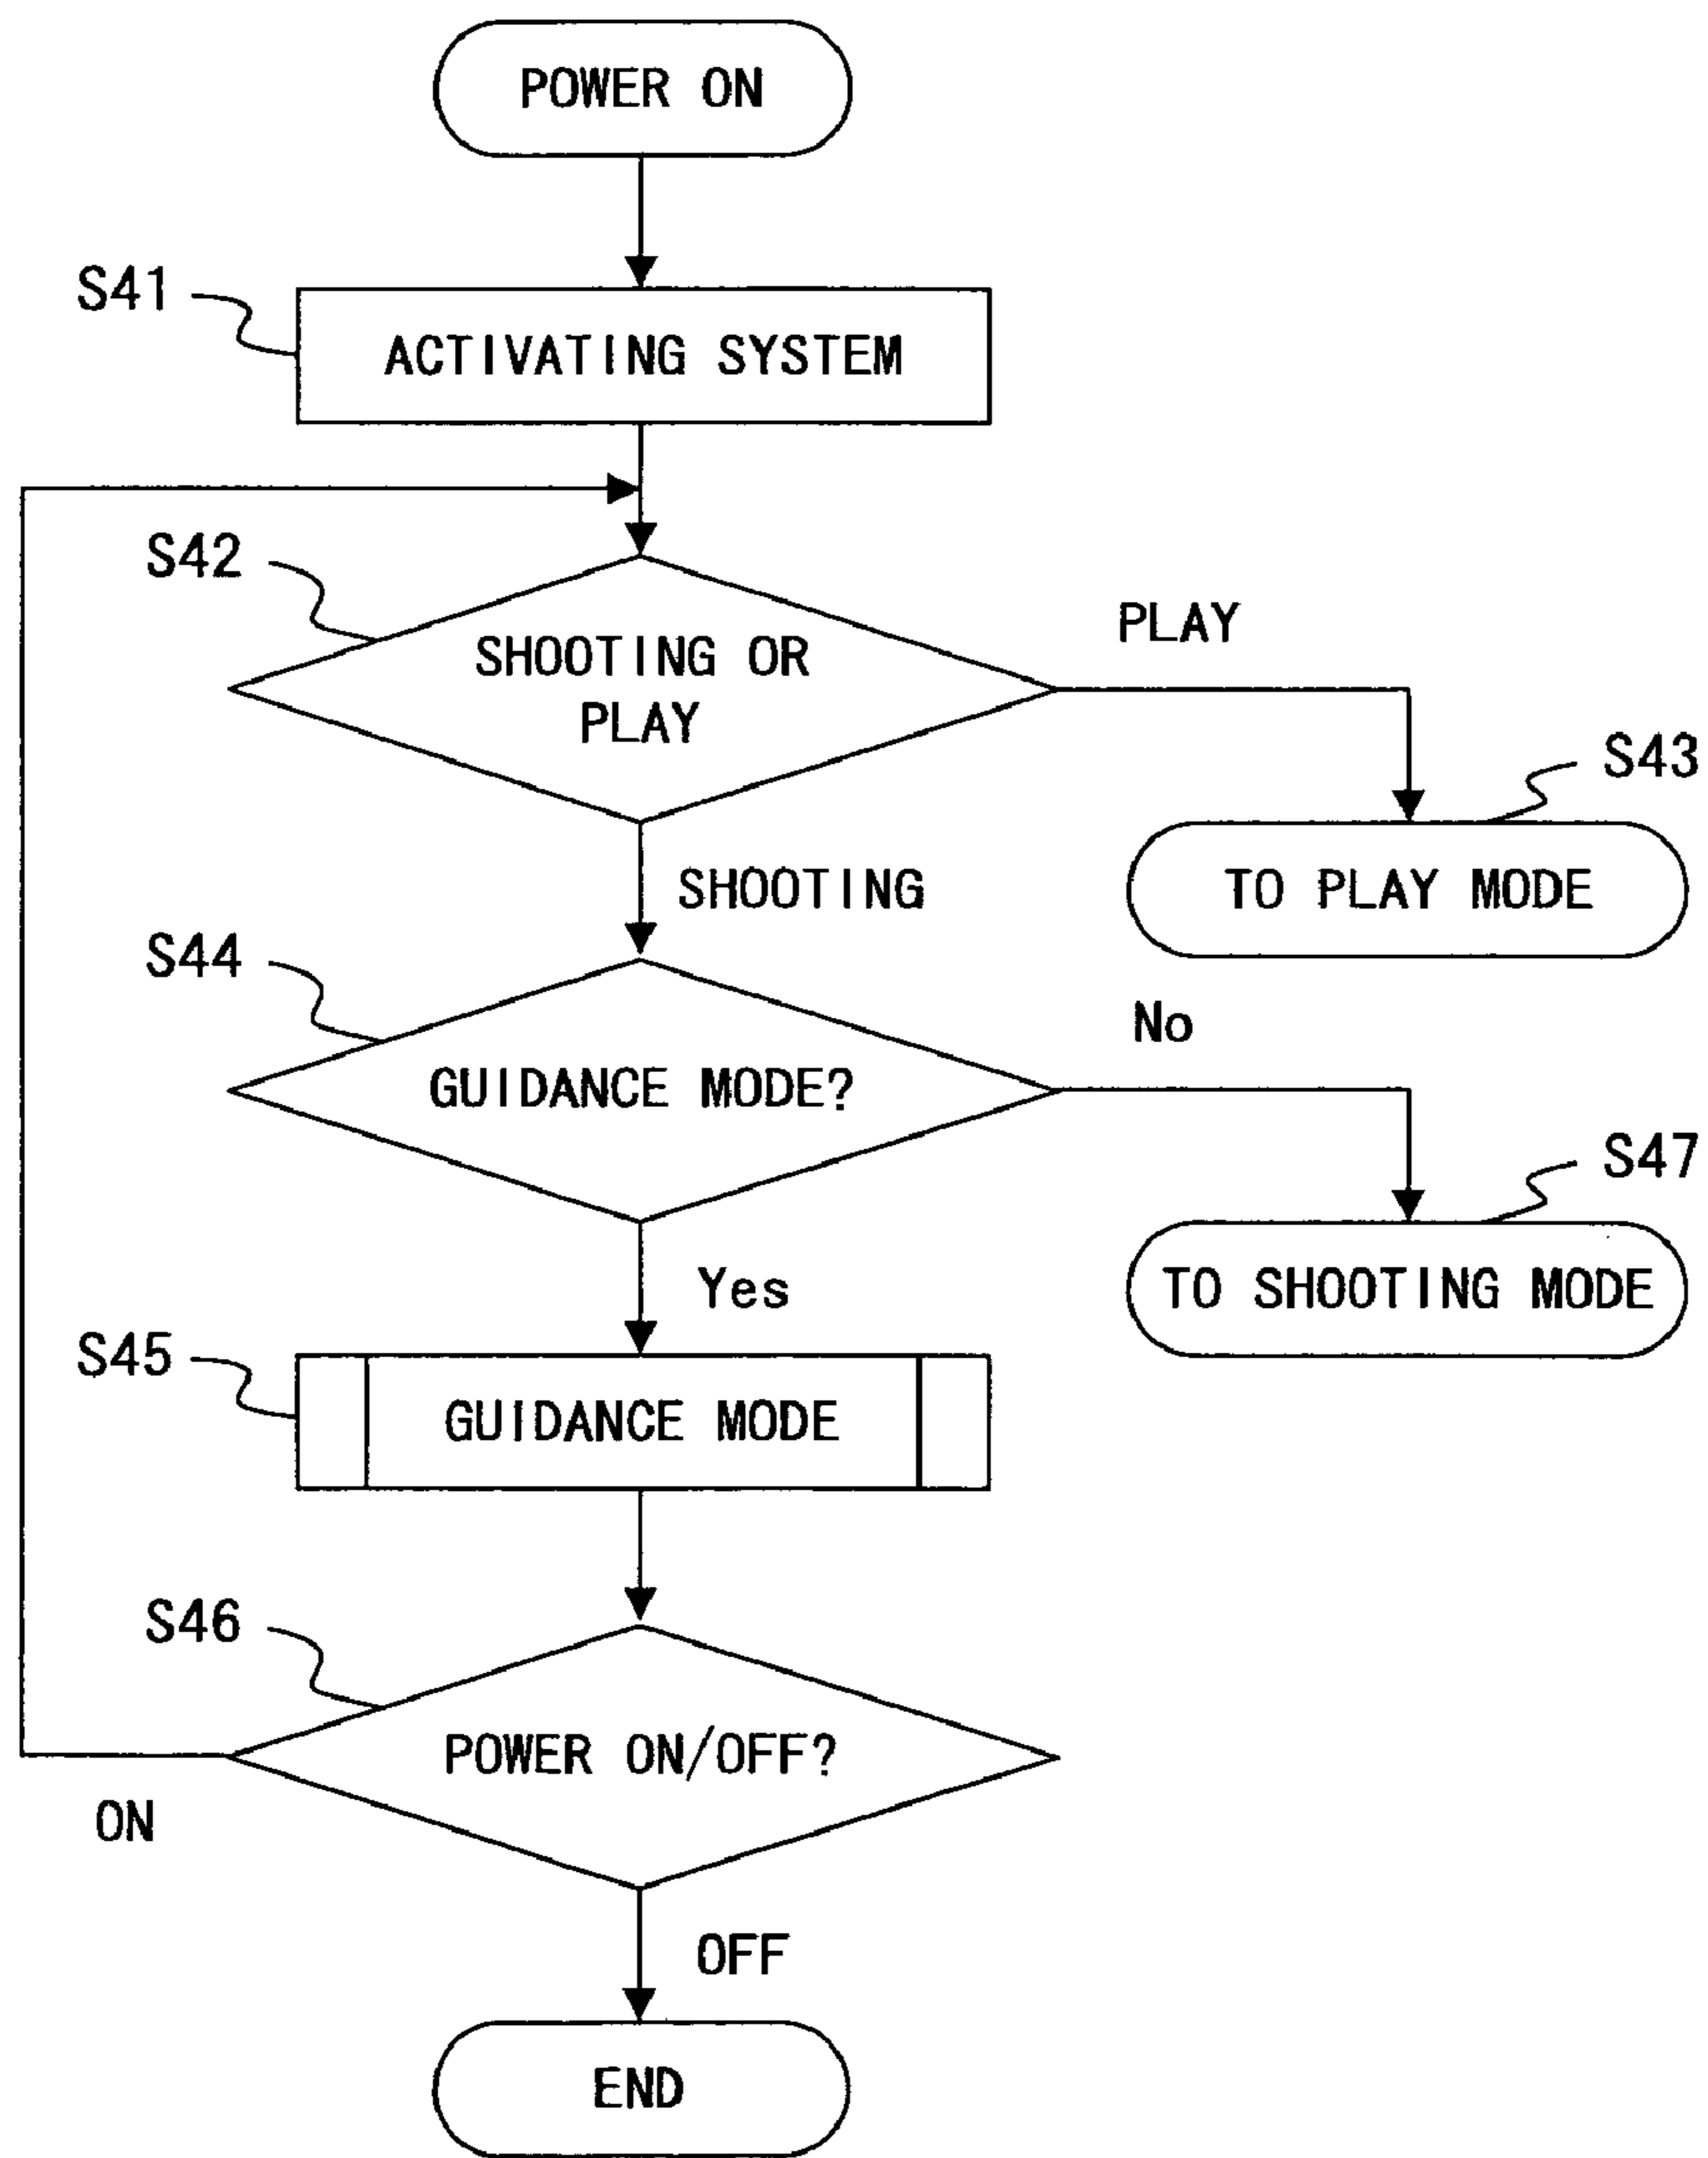 POWER ON
S41
ACTIVATING SYSTEM
S42
SHOOTING OR
PLAY
PLAY
S43
TO PLAY MODE
SHOOTING
S44
GUIDANCE MODE?
No
S47
TO SHOOTING MODE
Yes
S45
GUIDANCE MODE
S46
POWER ON/OFF?
ON
OFF
END